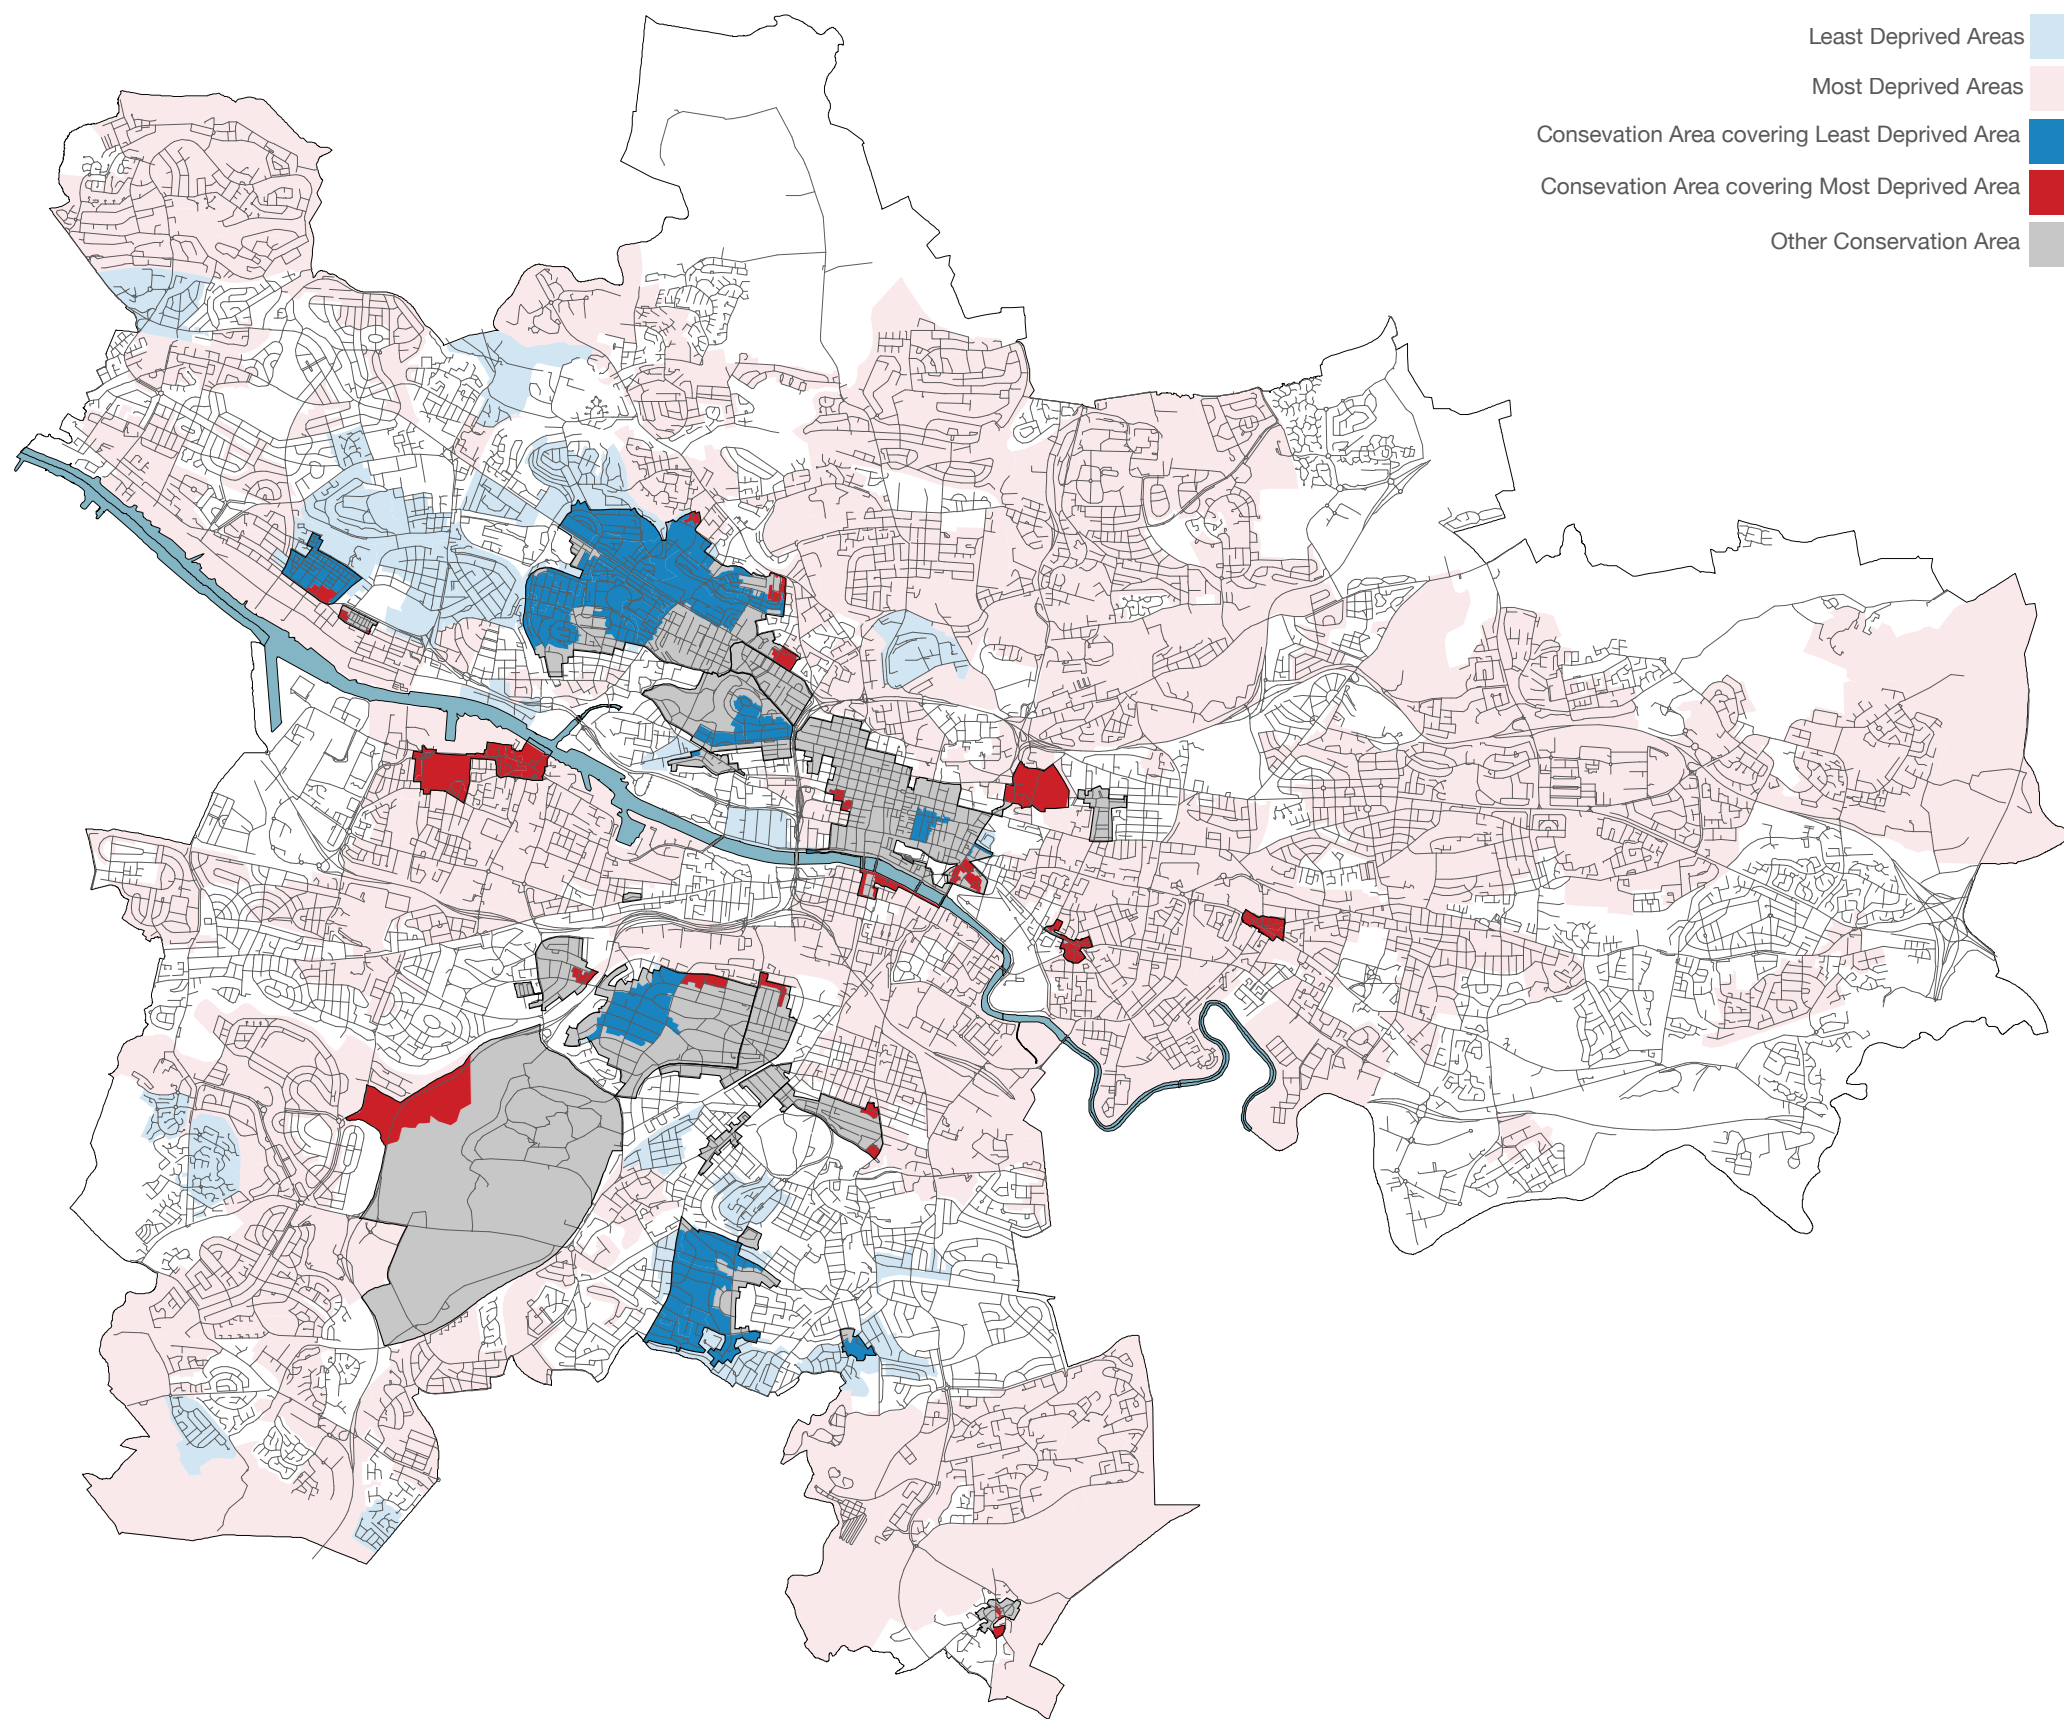 Least Deprived Areas
Most Deprived Areas
Consevation Area covering Least Deprived Area
Consevation Area covering Most Deprived Area
Other Conservation Area